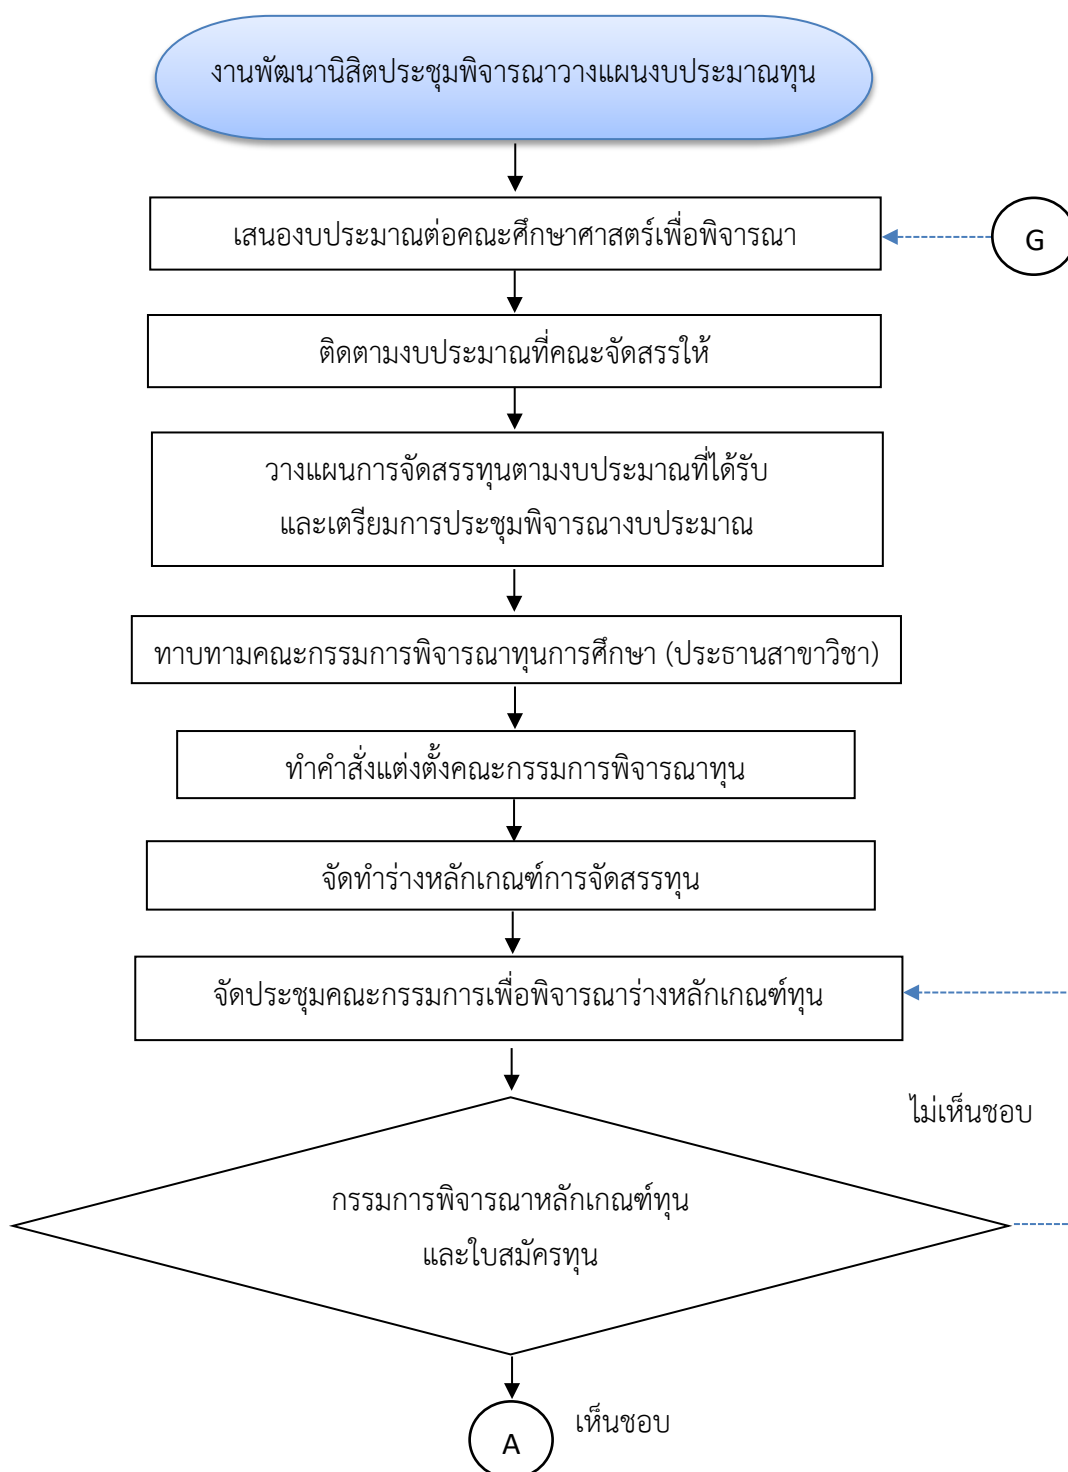 งานพัฒนานิสิตประชุมพิจารณาวางแผนงบประมาณทุน
เสนองบประมาณต่อคณะศึกษาศาสตร์เพื่อพิจารณา
G
ติดตามงบประมาณที่คณะจัดสรรให้
วางแผนการจัดสรรทุนตามงบประมาณที่ได้รับ
และเตรียมการประชุมพิจารณางบประมาณ
ทาบทามคณะกรรมการพิจารณาทุนการศึกษา (ประธานสาขาวิชา)
ทำคำสั่งแต่งตั้งคณะกรรมการพิจารณาทุน
จัดทำร่างหลักเกณฑ์การจัดสรรทุน
จัดประชุมคณะกรรมการเพื่อพิจารณาร่างหลักเกณฑ์ทุน
ไม่เห็นชอบ
กรรมการพิจารณาหลักเกณฑ์ทุน
และใบสมัครทุน
เห็นชอบ
A